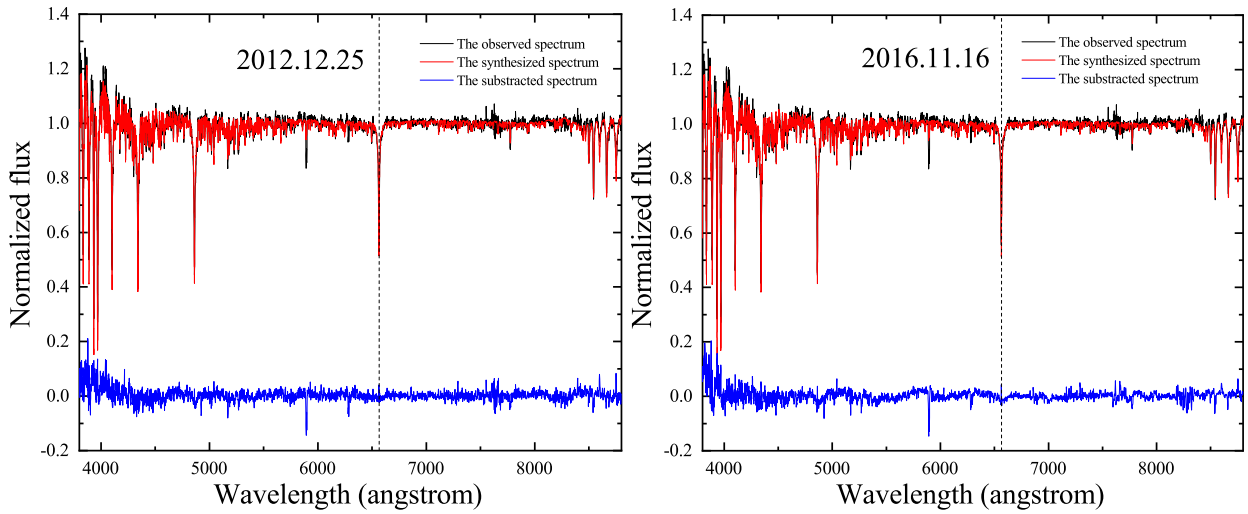 2012.12.25
The observed spectrum
The synthesized spectrum
The substracted spectrum
Normalized flux
1.4
1.2
1.0
0.8
0.6
0.4
0.2
0.0
-0.2
4000 5000 6000 7000 8000
Wavelength (angstrom)
2016.11.16
The observed spectrum
The synthesized spectrum
The substracted spectrum
Normalized flux
1.4
1.2
1.0
0.8
0.6
0.4
0.2
0.0
-0.2
4000 5000 6000 7000 8000
Wavelength (angstrom)